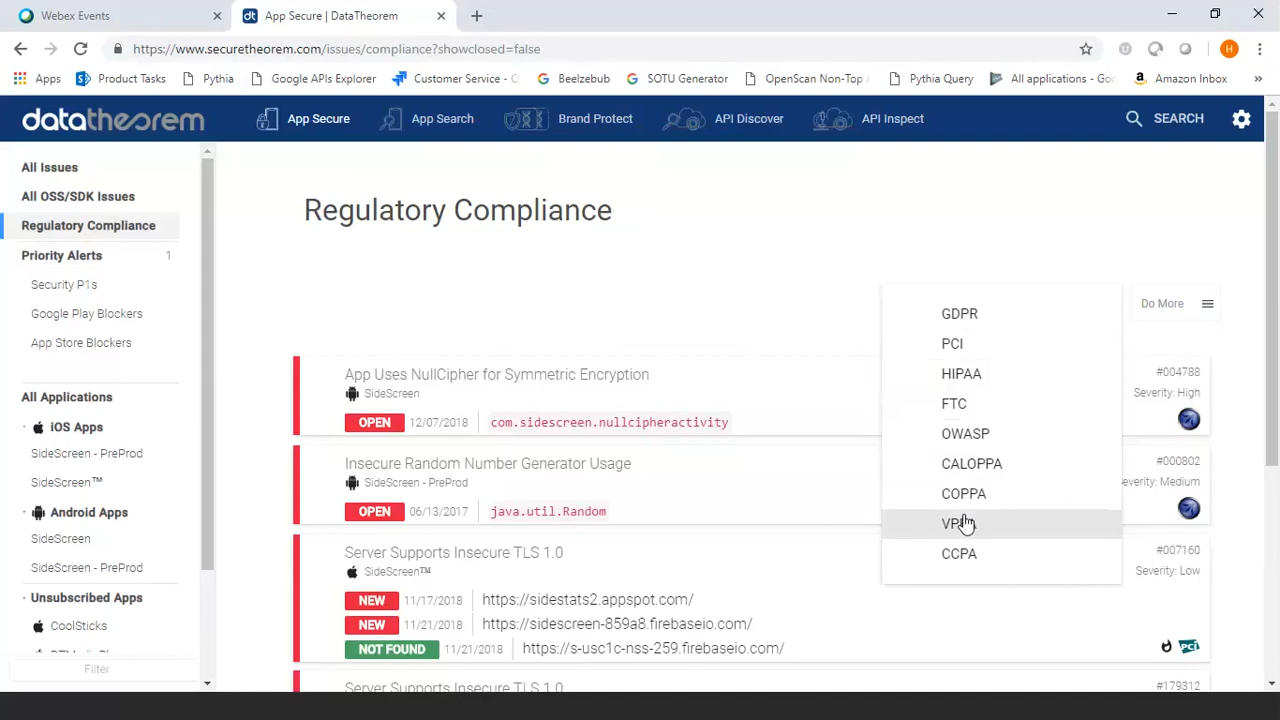 Webex Events
App Secure | DataTheorem
https://www.securetheorem.com/issues/compliance?showclosed=false
H
Apps
Product Tasks
Pythia
Google APIs Explorer
Customer Service - Q
Beelzebub
SOTU Generator
OpenScan Non-Top
Pythia Query
All applications - Goo
Amazon Inbox
datatheorem
App Secure
App Search
Brand Protect
API Discover
API Inspect
SEARCH
All Issues
All OSS/SDK Issues
Regulatory Compliance
Priority Alerts 1
Security P1s
Google Play Blockers
App Store Blockers
All Applications
iOS Apps
SideScreen - PreProd
SideScreen™
Android Apps
SideScreen
SideScreen - PreProd
Unsubscribed Apps
CoolSticks
Filter
Regulatory Compliance
Do More
GDPR
PCI
HIPAA
FTC
OWASP
CALOPPA
COPPA
CCPA
App Uses NullCipher for Symmetric Encryption
SideScreen
OPEN 12/07/2018 com.sidescreen.nullcipheractivity
#004788
Severity: High
Insecure Random Number Generator Usage
SideScreen - PreProd
OPEN 06/13/2017 java.util.Random
#000802
Severity: Medium
Server Supports Insecure TLS 1.0
SideScreen™
NEW 11/17/2018 https://sidestats2.appspot.com/
NEW 11/21/2018 https://sidescreen-859a8.firebaseio.com/
NOT FOUND 11/21/2018 https://s-usc1c-nss-259.firebaseio.com/
#007160
Severity: Low
PCI
Server Supports Insecure TLS 1.0
#179312